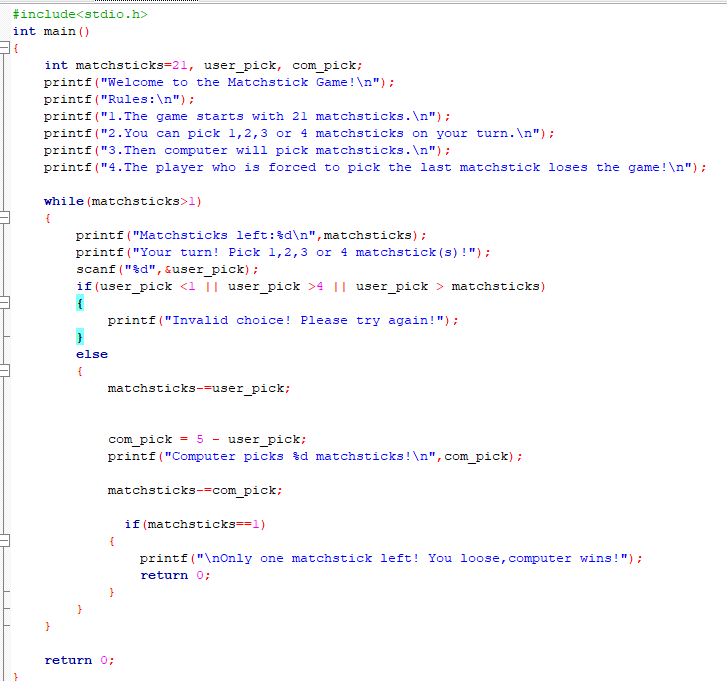 #include<stdio.h>
int main()
{
int matchsticks=21, user_pick, com_pick;
printf("Welcome to the Matchstick Game!\n");
printf("Rules:\n");
printf("1.The game starts with 21 matchsticks.\n");
printf("2.You can pick 1,2,3 or 4 matchsticks on your turn.\n");
printf("3.Then computer will pick matchsticks.\n");
printf("4.The player who is forced to pick the last matchstick loses the game!\n");
while(matchsticks>1)
{
printf("Matchsticks left:%d\n",matchsticks);
printf("Your turn! Pick 1,2,3 or 4 matchstick(s)!");
scanf("%d",&user_pick);
if(user_pick <1 || user_pick >4 || user_pick > matchsticks)
{
printf("Invalid choice! Please try again!");
}
else
{
matchsticks-=user_pick;
com_pick = 5 - user_pick;
printf("Computer picks %d matchsticks!\n",com_pick);
matchsticks-=com_pick;
if(matchsticks==1)
{
printf("\nOnly one matchstick left! You loose,computer wins!");
return 0;
}
}
}
return 0;
}